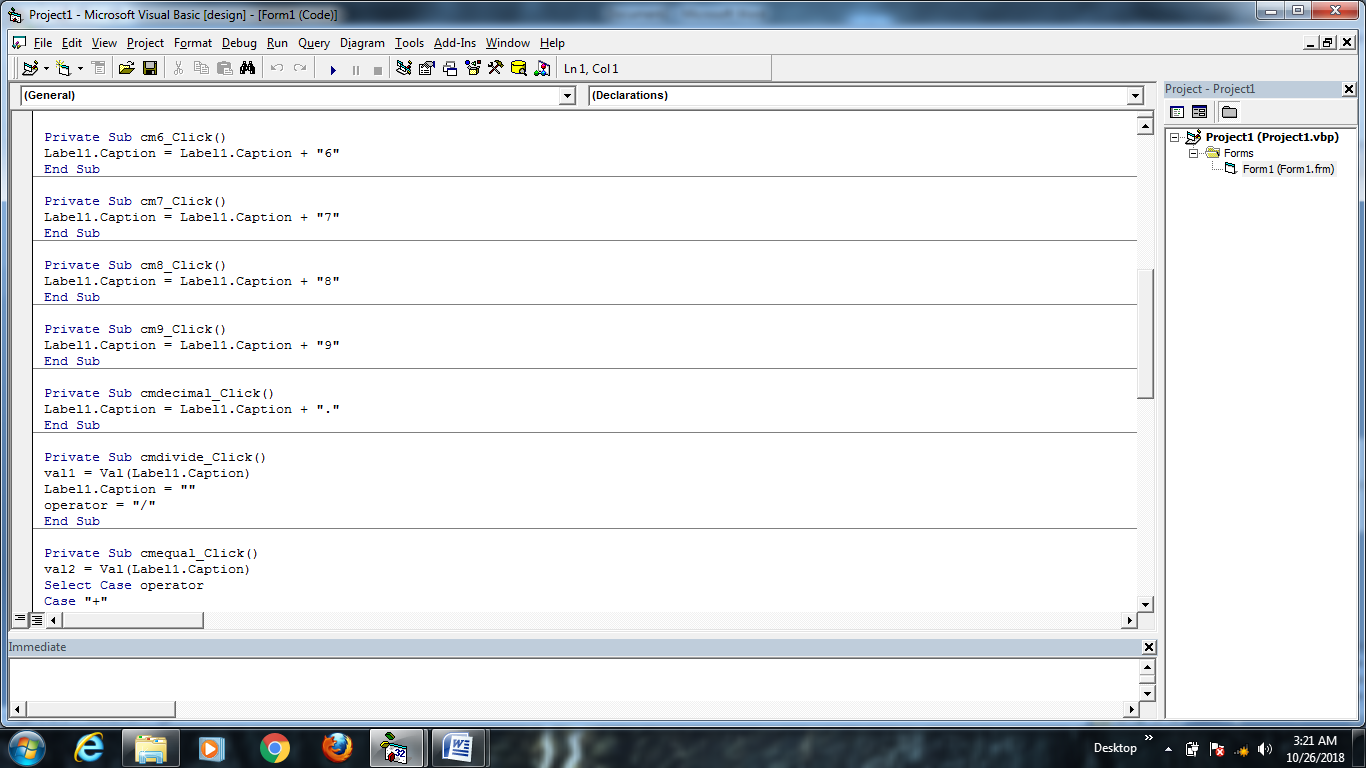 Project1 - Microsoft Visual Basic [design] - [Form1 (Code)]
File Edit View Project Format Debug Run Query Diagram Tools Add-Ins Window Help
Ln 1, Col 1
(General) (Declarations)
Private Sub cm6_Click()
Label1.Caption = Label1.Caption + "6"
End Sub
Private Sub cm7_Click()
Label1.Caption = Label1.Caption + "7"
End Sub
Private Sub cm8_Click()
Label1.Caption = Label1.Caption + "8"
End Sub
Private Sub cm9_Click()
Label1.Caption = Label1.Caption + "9"
End Sub
Private Sub cmdecimal_Click()
Label1.Caption = Label1.Caption + "."
End Sub
Private Sub cmdivide_Click()
val1 = Val(Label1.Caption)
Label1.Caption = ""
operator = "/"
End Sub
Private Sub cmequal_Click()
val2 = Val(Label1.Caption)
Select Case operator
Case "+"
Immediate
Project - Project1
Project1 (Project1.vbp)
Forms
Form1 (Form1.frm)
32
Desktop
3:21 AM
10/26/2018